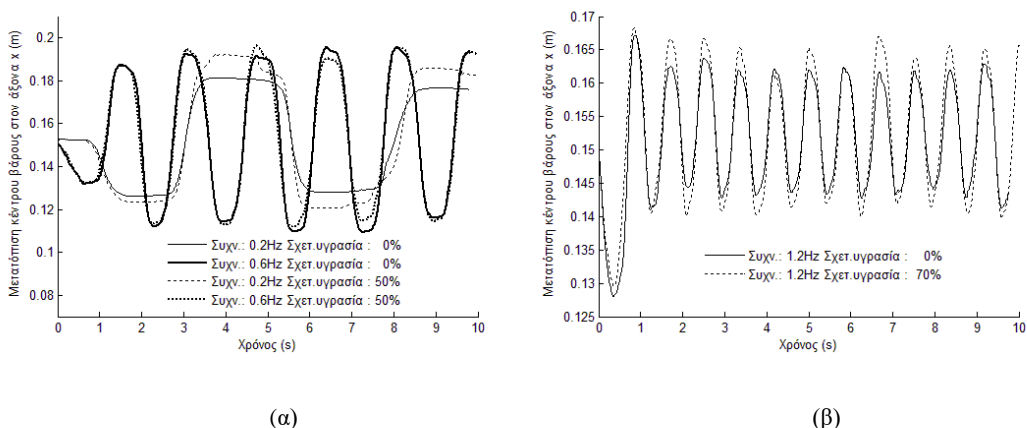 Μετατόπιση κέντρου βάρους στον άξονα x (m)
0.2
0.18
0.16
0.14
0.12
0.1
0.08
Συχν.: 0.2Hz Σχετ.υγρασία : 0%
Συχν.: 0.6Hz Σχετ.υγρασία : 0%
Συχν.: 0.2Hz Σχετ.υγρασία : 50%
Συχν.: 0.6Hz Σχετ.υγρασία : 50%
0 1 2 3 4 5 6 7 8 9 10
Χρόνος (s)
(α)
Μετατόπιση κέντρου βάρους στον άξονα x (m)
0.17
0.165
0.16
0.155
0.15
0.145
0.14
0.135
0.13
0.125
Συχν.: 1.2Hz Σχετ.υγρασία : 0%
Συχν.: 1.2Hz Σχετ.υγρασία : 70%
0 1 2 3 4 5 6 7 8 9 10
Χρόνος (s)
(β)